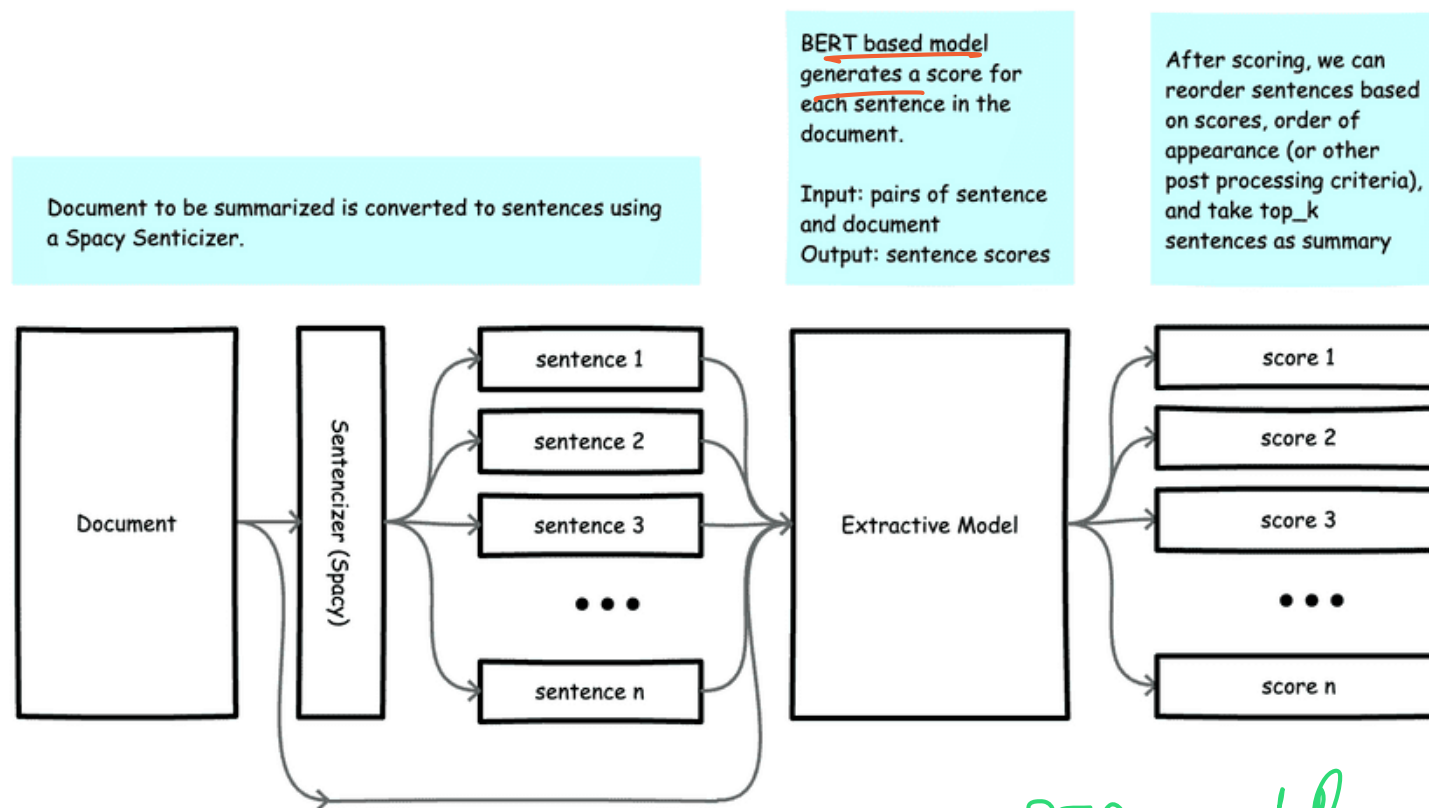 BERT based model
generates a score for
each sentence in the
document.
Input: pairs of sentence
and document
Output: sentence scores
After scoring, we can
reorder sentences based
on scores, order of
appearance (or other
post processing criteria),
and take top_k
sentences as summary
Document to be summarized is converted to sentences using
a Spacy Senticizer.
Document
Sentencizer (Spacy)
sentence 1
sentence 2
sentence 3
sentence n
Extractive Model
score 1
score 2
score 3
score n